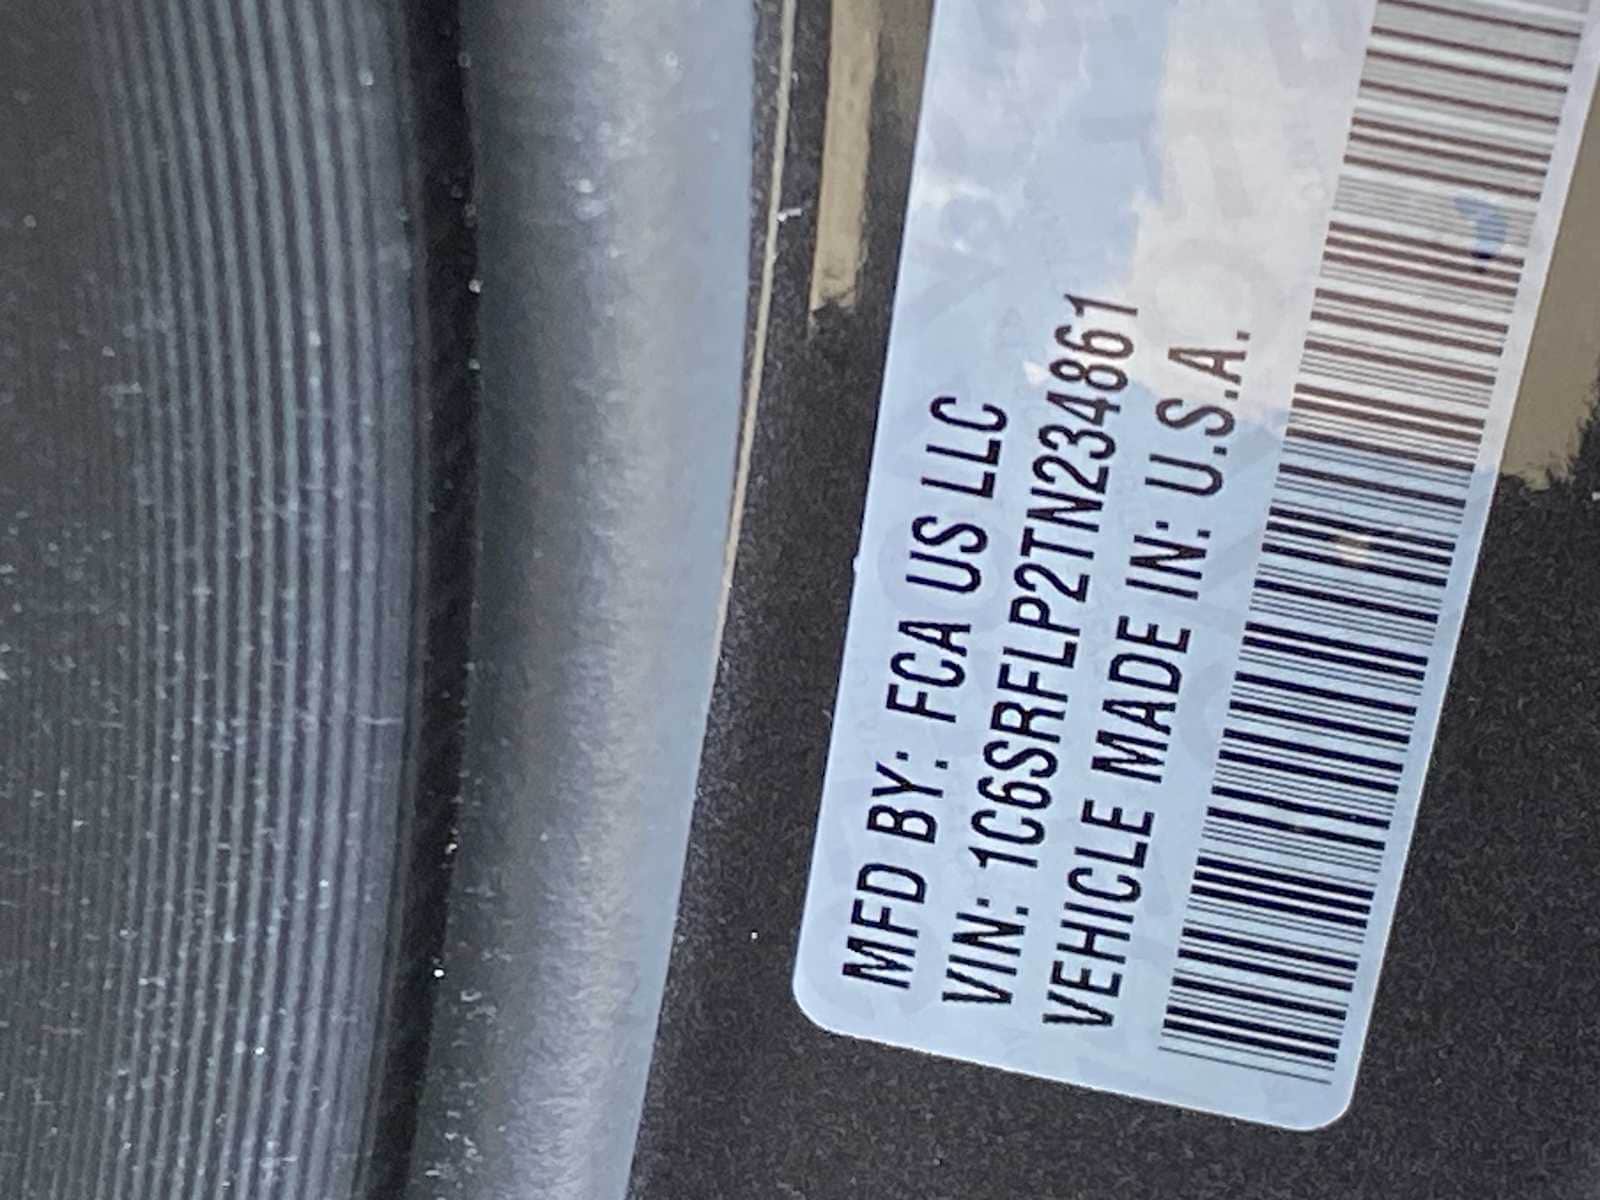 MFD BY: FCA US LLC
VIN: 1C6SRFLP2TN234861
VEHICLE MADE IN: U.S.A.